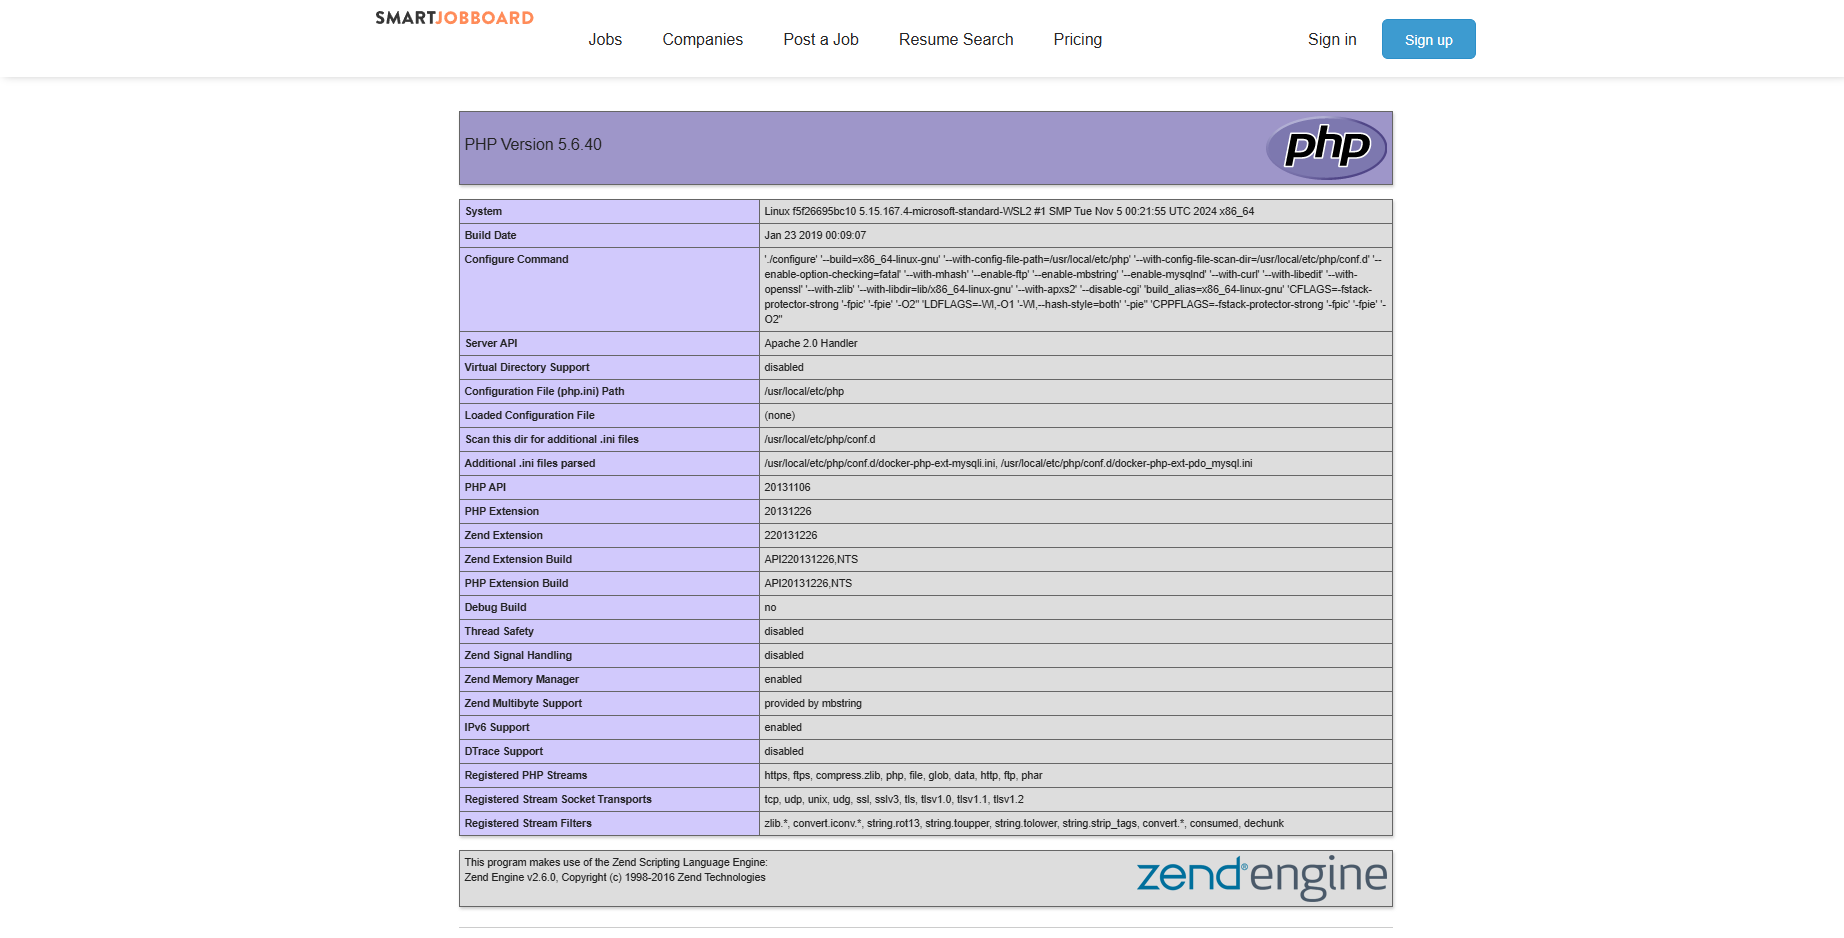 SMARTJOBBOARD
Jobs Companies Post a Job Resume Search Pricing Sign in Sign up
PHP Version 5.6.40
php
System Linux f5f26695bc10 5.15.167.4-microsoft-standard-WSL2 #1 SMP Tue Nov 5 00:21:55 UTC 2024 x86_64
Build Date Jan 23 2019 00:09:07
Configure Command './configure' '--build=x86_64-linux-gnu' '--with-config-file-path=/usr/local/etc/php' '--with-config-file-scan-dir=/usr/local/etc/php/conf.d' '--
enable-option-checking=fatal' '--with-mhash' '--enable-ftp' '--enable-mbstring' '--enable-mysqlnd' '--with-curl' '--with-libedit' '--with-
openssl' '--with-zlib' '--with-libdir=lib/x86_64-linux-gnu' '--with-apxs2' '--disable-cgi' 'build_alias=x86_64-linux-gnu' 'CFLAGS=-fstack-
protector-strong '-fpic' '-fpie' '-O2'' 'LDFLAGS=-Wl,-O1 '-Wl,--hash-style=both' '-pie'' 'CPPFLAGS=-fstack-protector-strong '-fpic' '-fpie' '-
O2''
Server API Apache 2.0 Handler
Virtual Directory Support disabled
Configuration File (php.ini) Path /usr/local/etc/php
Loaded Configuration File (none)
Scan this dir for additional .ini files /usr/local/etc/php/conf.d
Additional .ini files parsed /usr/local/etc/php/conf.d/docker-php-ext-mysqli.ini, /usr/local/etc/php/conf.d/docker-php-ext-pdo_mysql.ini
PHP API 20131106
PHP Extension 20131226
Zend Extension 220131226
Zend Extension Build API220131226,NTS
PHP Extension Build API20131226,NTS
Debug Build no
Thread Safety disabled
Zend Signal Handling disabled
Zend Memory Manager enabled
Zend Multibyte Support provided by mbstring
IPv6 Support enabled
DTrace Support disabled
Registered PHP Streams https, ftps, compress.zlib, php, file, glob, data, http, ftp, phar
Registered Stream Socket Transports tcp, udp, unix, udg, ssl, sslv3, tls, tlsv1.0, tlsv1.1, tlsv1.2
Registered Stream Filters zlib.*, convert.iconv.*, string.rot13, string.toupper, string.tolower, string.strip_tags, convert.*, consumed, dechunk
This program makes use of the Zend Scripting Language Engine:
Zend Engine v2.6.0, Copyright (c) 1998-2016 Zend Technologies
zend® engine